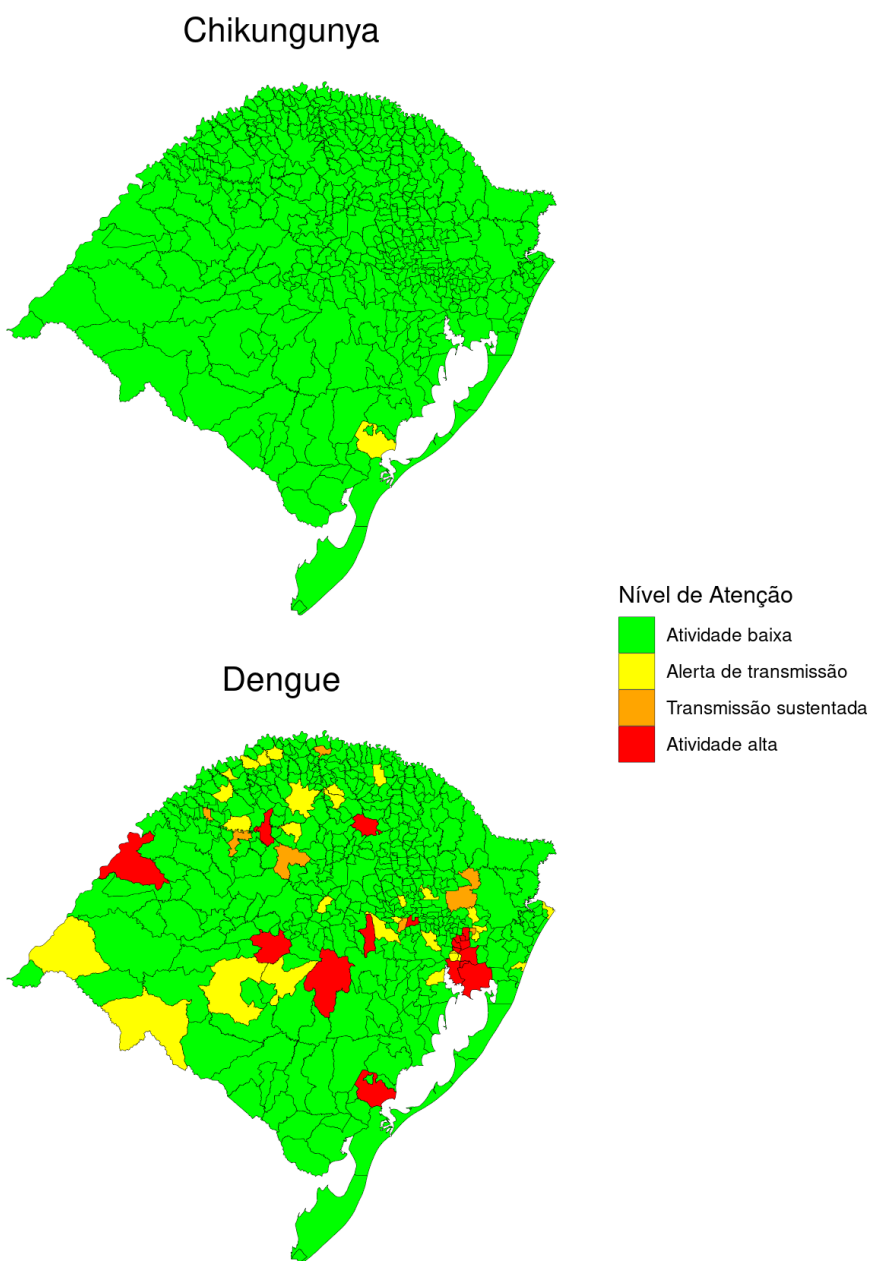 Chikungunya
Nível de Atenção
Atividade baixa
Alerta de transmissão
Transmissão sustentada
Atividade alta
Dengue